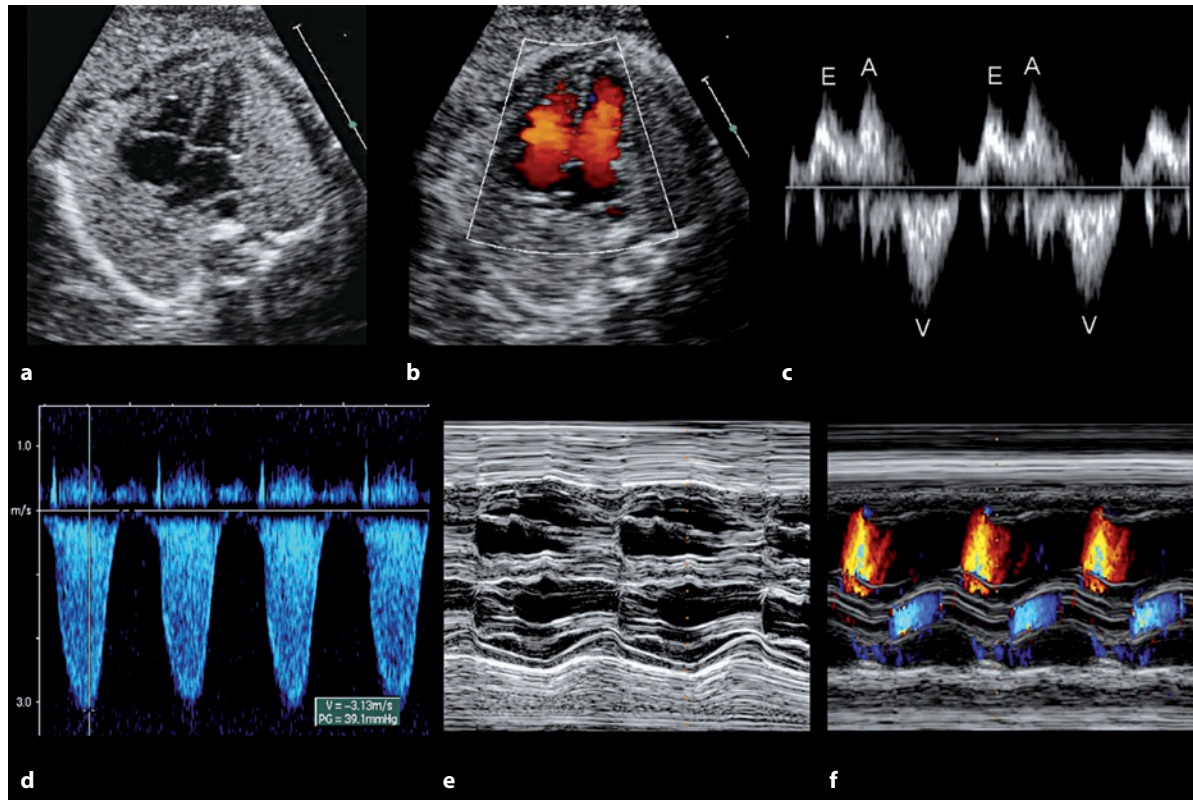 E A E A
V V
a b c
1.0
m/s
3.0
V = -3.13m/s
PG = 39.1mmHg
d e f